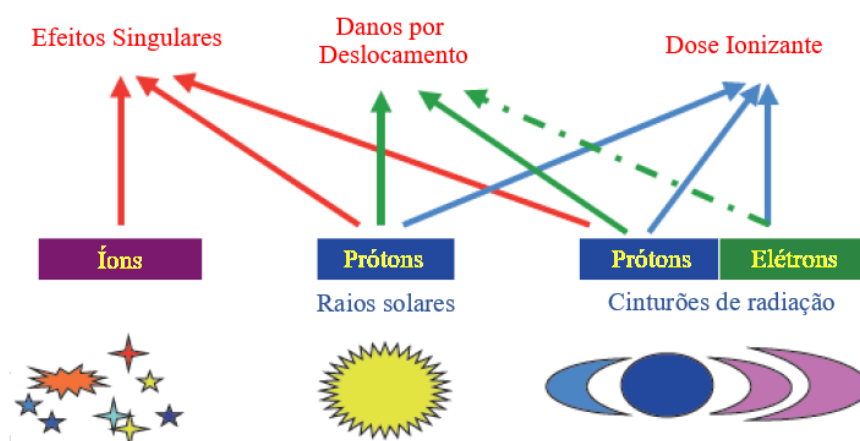 Efeitos Singulares
Danos por
Deslocamento
Dose Ionizante
Íons
Prótons
Prótons
Elétrons
Raios solares
Cinturões de radiação